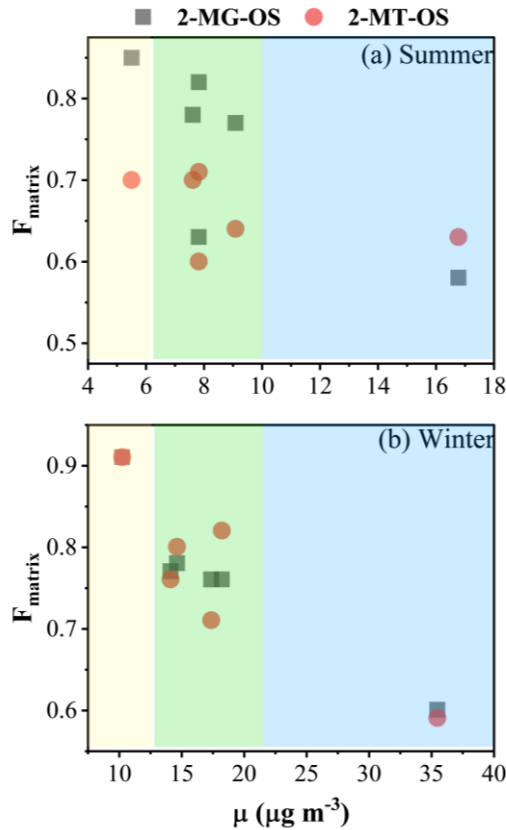 2-MG-OS 2-MT-OS
(a) Summer
F_matrix
0.8
0.7
0.6
0.5
4 6 8 10 12 14 16 18
(b) Winter
F_matrix
0.9
0.8
0.7
0.6
10 15 20 25 30 35 40
μ (μg m⁻³)